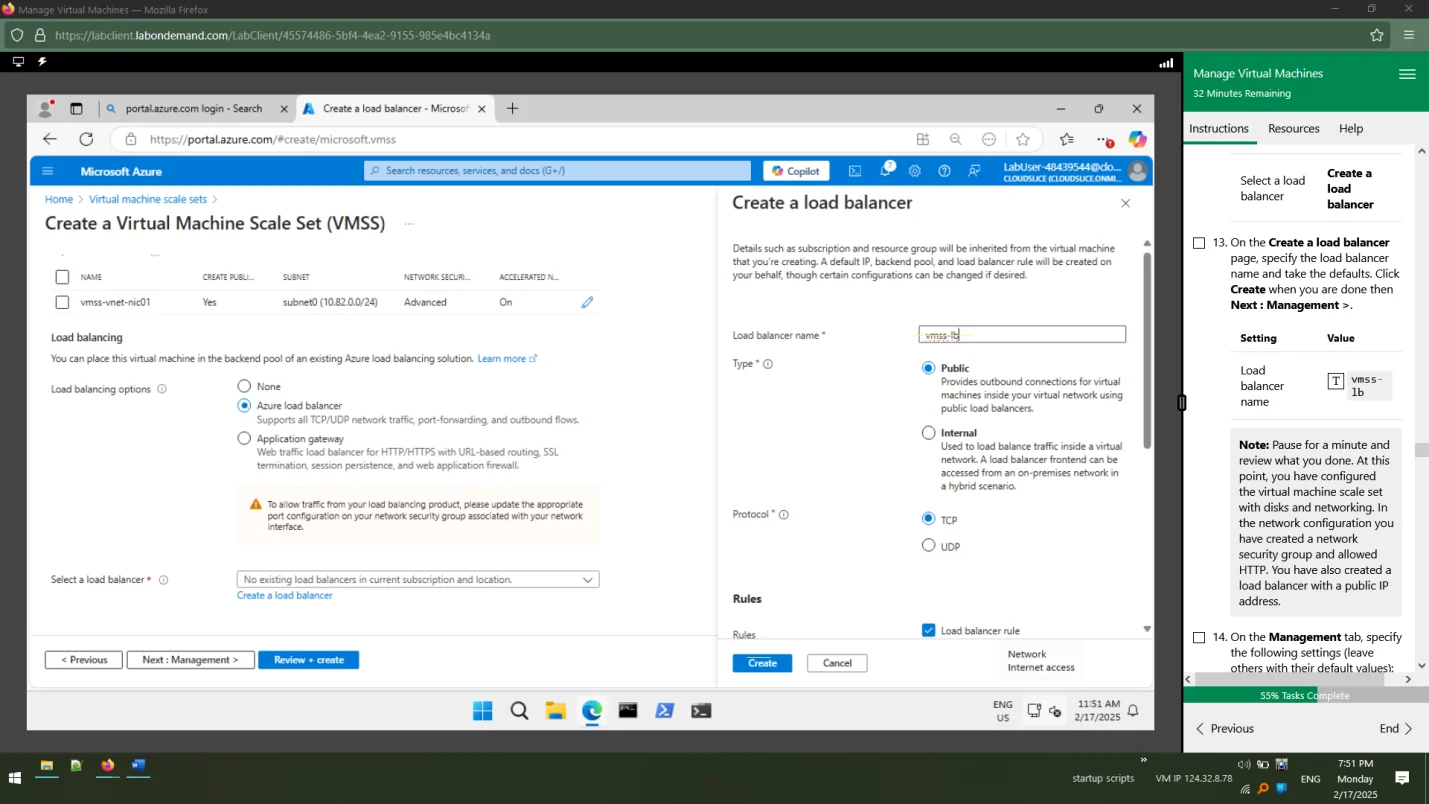 Manage Virtual Machines — Mozilla Firefox
https://labclient.labondemand.com/LabClient/45574486-5bf4-4ea2-9155-985e4bc4134a
portal.azure.com login - Search
Create a load balancer - Microsof
https://portal.azure.com/#create/microsoft.vmss
Microsoft Azure
Search resources, services, and docs (G+/)
Copilot
7
LabUser-48439544@clo...
CLOUDSLICE (CLOUDSLICE.ONMI...
Home > Virtual machine scale sets >
Create a Virtual Machine Scale Set (VMSS) ...
NAME CREATE PUBLI... SUBNET NETWORK SECURI... ACCELERATED N...
vmss-vnet-nic01 Yes subnet0 (10.82.0.0/24) Advanced On
Load balancing
You can place this virtual machine in the backend pool of an existing Azure load balancing solution. Learn more
Load balancing options
None
Azure load balancer
Supports all TCP/UDP network traffic, port-forwarding, and outbound flows.
Application gateway
Web traffic load balancer for HTTP/HTTPS with URL-based routing, SSL
termination, session persistence, and web application firewall.
To allow traffic from your load balancing product, please update the appropriate
port configuration on your network security group associated with your network
interface.
Select a load balancer *
No existing load balancers in current subscription and location.
Create a load balancer
< Previous
Next : Management >
Review + create
Create a load balancer
Details such as subscription and resource group will be inherited from the virtual machine
that you're creating. A default IP, backend pool, and load balancer rule will be created on
your behalf, though certain configurations can be changed if desired.
Load balancer name *
vmss-lb
Type *
Public
Provides outbound connections for virtual
machines inside your virtual network using
public load balancers.
Internal
Used to load balance traffic inside a virtual
network. A load balancer frontend can be
accessed from an on-premises network in
a hybrid scenario.
Protocol *
TCP
UDP
Rules
Rules
Load balancer rule
Create
Cancel
Network
Internet access
ENG
US
11:51 AM
2/17/2025
Manage Virtual Machines
32 Minutes Remaining
Instructions Resources Help
Select a load
balancer
Create a
load
balancer
13. On the Create a load balancer
page, specify the load balancer
name and take the defaults. Click
Create when you are done then
Next : Management >.
Setting Value
Load
balancer
name
T
vmss-
lb
Note: Pause for a minute and
review what you done. At this
point, you have configured
the virtual machine scale set
with disks and networking. In
the network configuration you
have created a network
security group and allowed
HTTP. You have also created a
load balancer with a public IP
address.
14. On the Management tab, specify
the following settings (leave
others with their default values):
55% Tasks Complete
Previous
End
startup scripts
VM IP 124.32.8.78
ENG
7:51 PM
Monday
2/17/2025